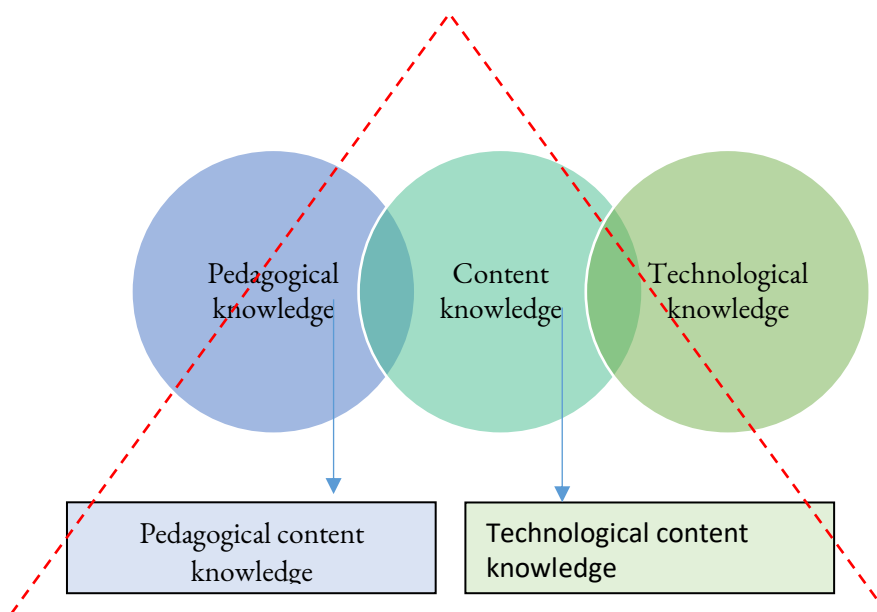 Pedagogical
knowledge
Content
knowledge
Technological
knowledge
Pedagogical content
knowledge
Technological content
knowledge